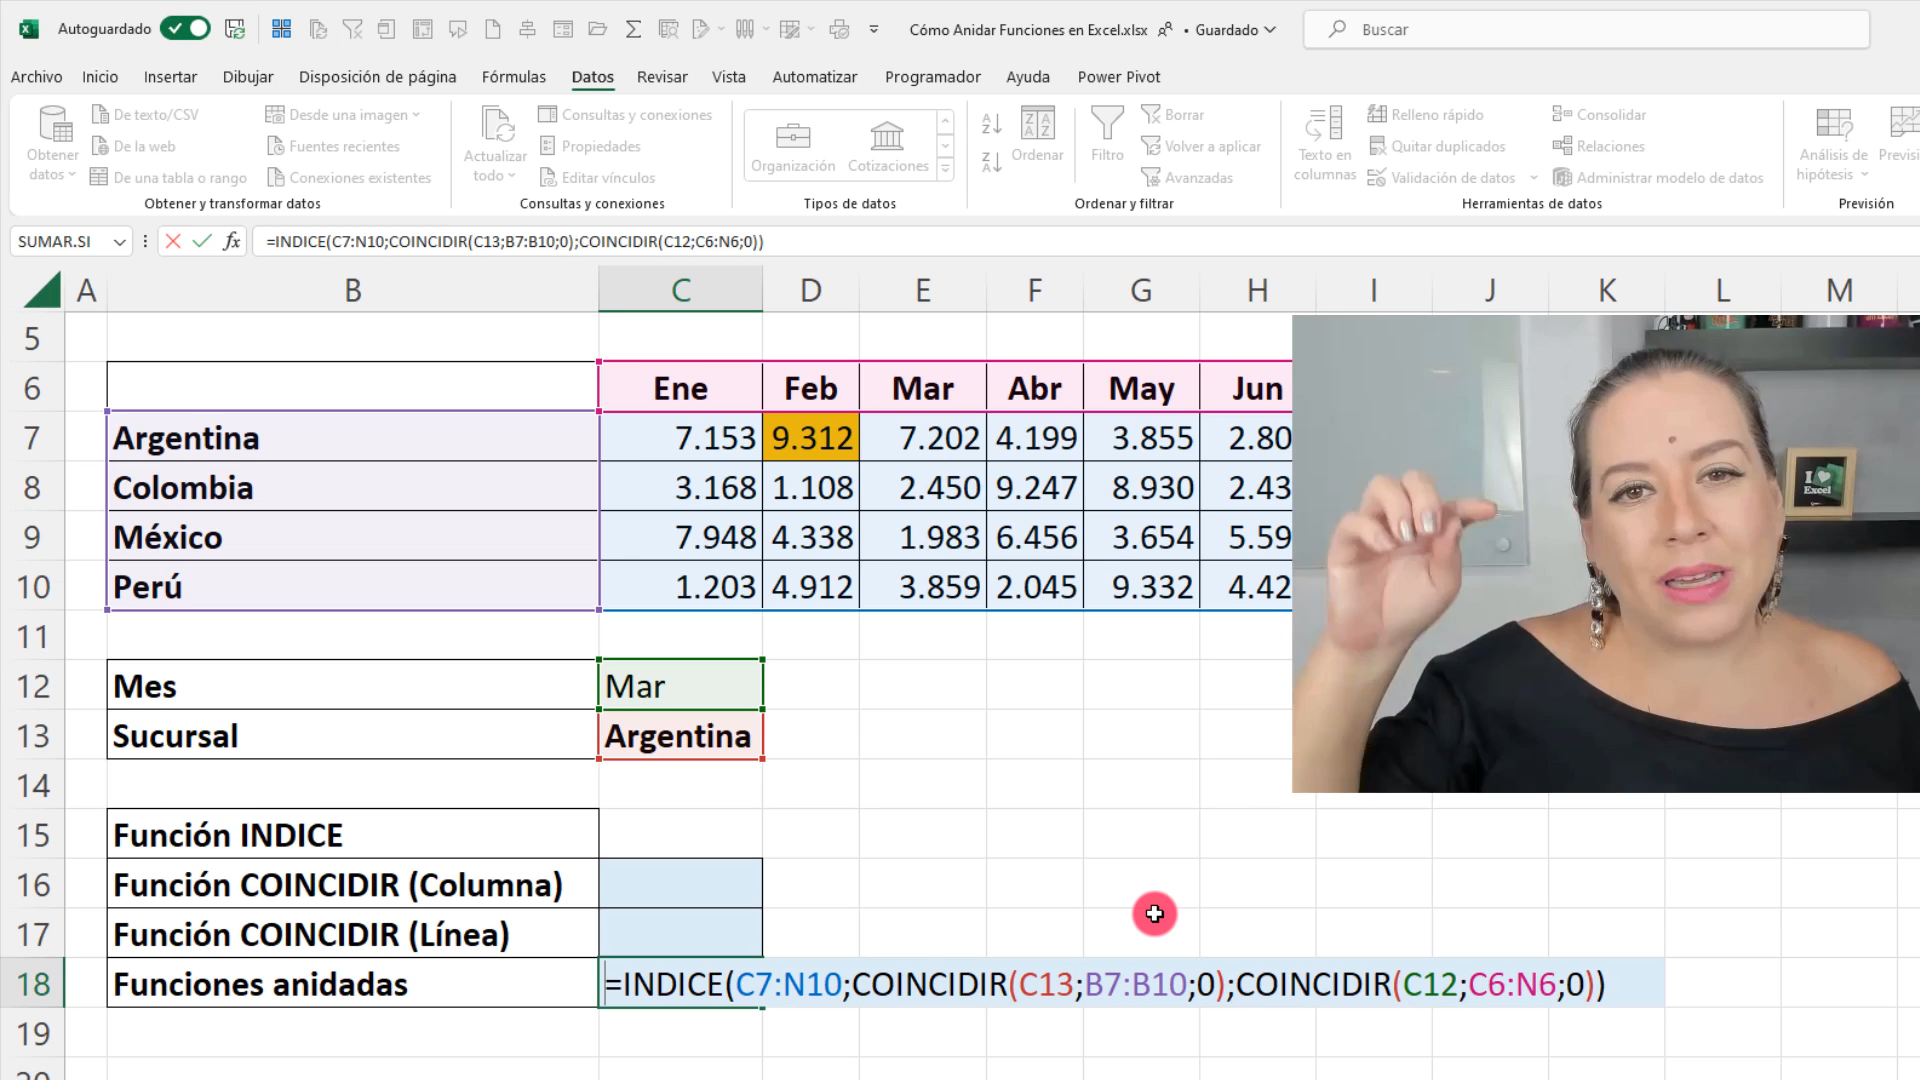 Autoguardado
Cómo Anidar Funciones en Excel.xlsx • Guardado
Buscar
Archivo Inicio Insertar Dibujar Disposición de página Fórmulas Datos Revisar Vista Automatizar Programador Ayuda Power Pivot
Obtener datos
De texto/CSV
De la web
De una tabla o rango
Desde una imagen
Fuentes recientes
Conexiones existentes
Obtener y transformar datos
Actualizar todo
Consultas y conexiones
Propiedades
Editar vínculos
Consultas y conexiones
Organización Cotizaciones
Tipos de datos
Ordenar
Filtro
Borrar
Volver a aplicar
Avanzadas
Ordenar y filtrar
Texto en columnas
Relleno rápido
Quitar duplicados
Validación de datos
Consolidar
Relaciones
Administrar modelo de datos
Herramientas de datos
Análisis de hipótesis
Previsión
SUMAR.SI fx =INDICE(C7:N10;COINCIDIR(C13;B7:B10;0);COINCIDIR(C12;C6:N6;0))
A B C D E F G H I J K L M
5
6 Ene Feb Mar Abr May Jun
7 Argentina 7.153 9.312 7.202 4.199 3.855 2.80
8 Colombia 3.168 1.108 2.450 9.247 8.930 2.43
9 México 7.948 4.338 1.983 6.456 3.654 5.59
10 Perú 1.203 4.912 3.859 2.045 9.332 4.42
11
12 Mes Mar
13 Sucursal Argentina
14
15 Función INDICE
16 Función COINCIDIR (Columna)
17 Función COINCIDIR (Línea)
18 Funciones anidadas =INDICE(C7:N10;COINCIDIR(C13;B7:B10;0);COINCIDIR(C12;C6:N6;0))
19
I ♥
Excel